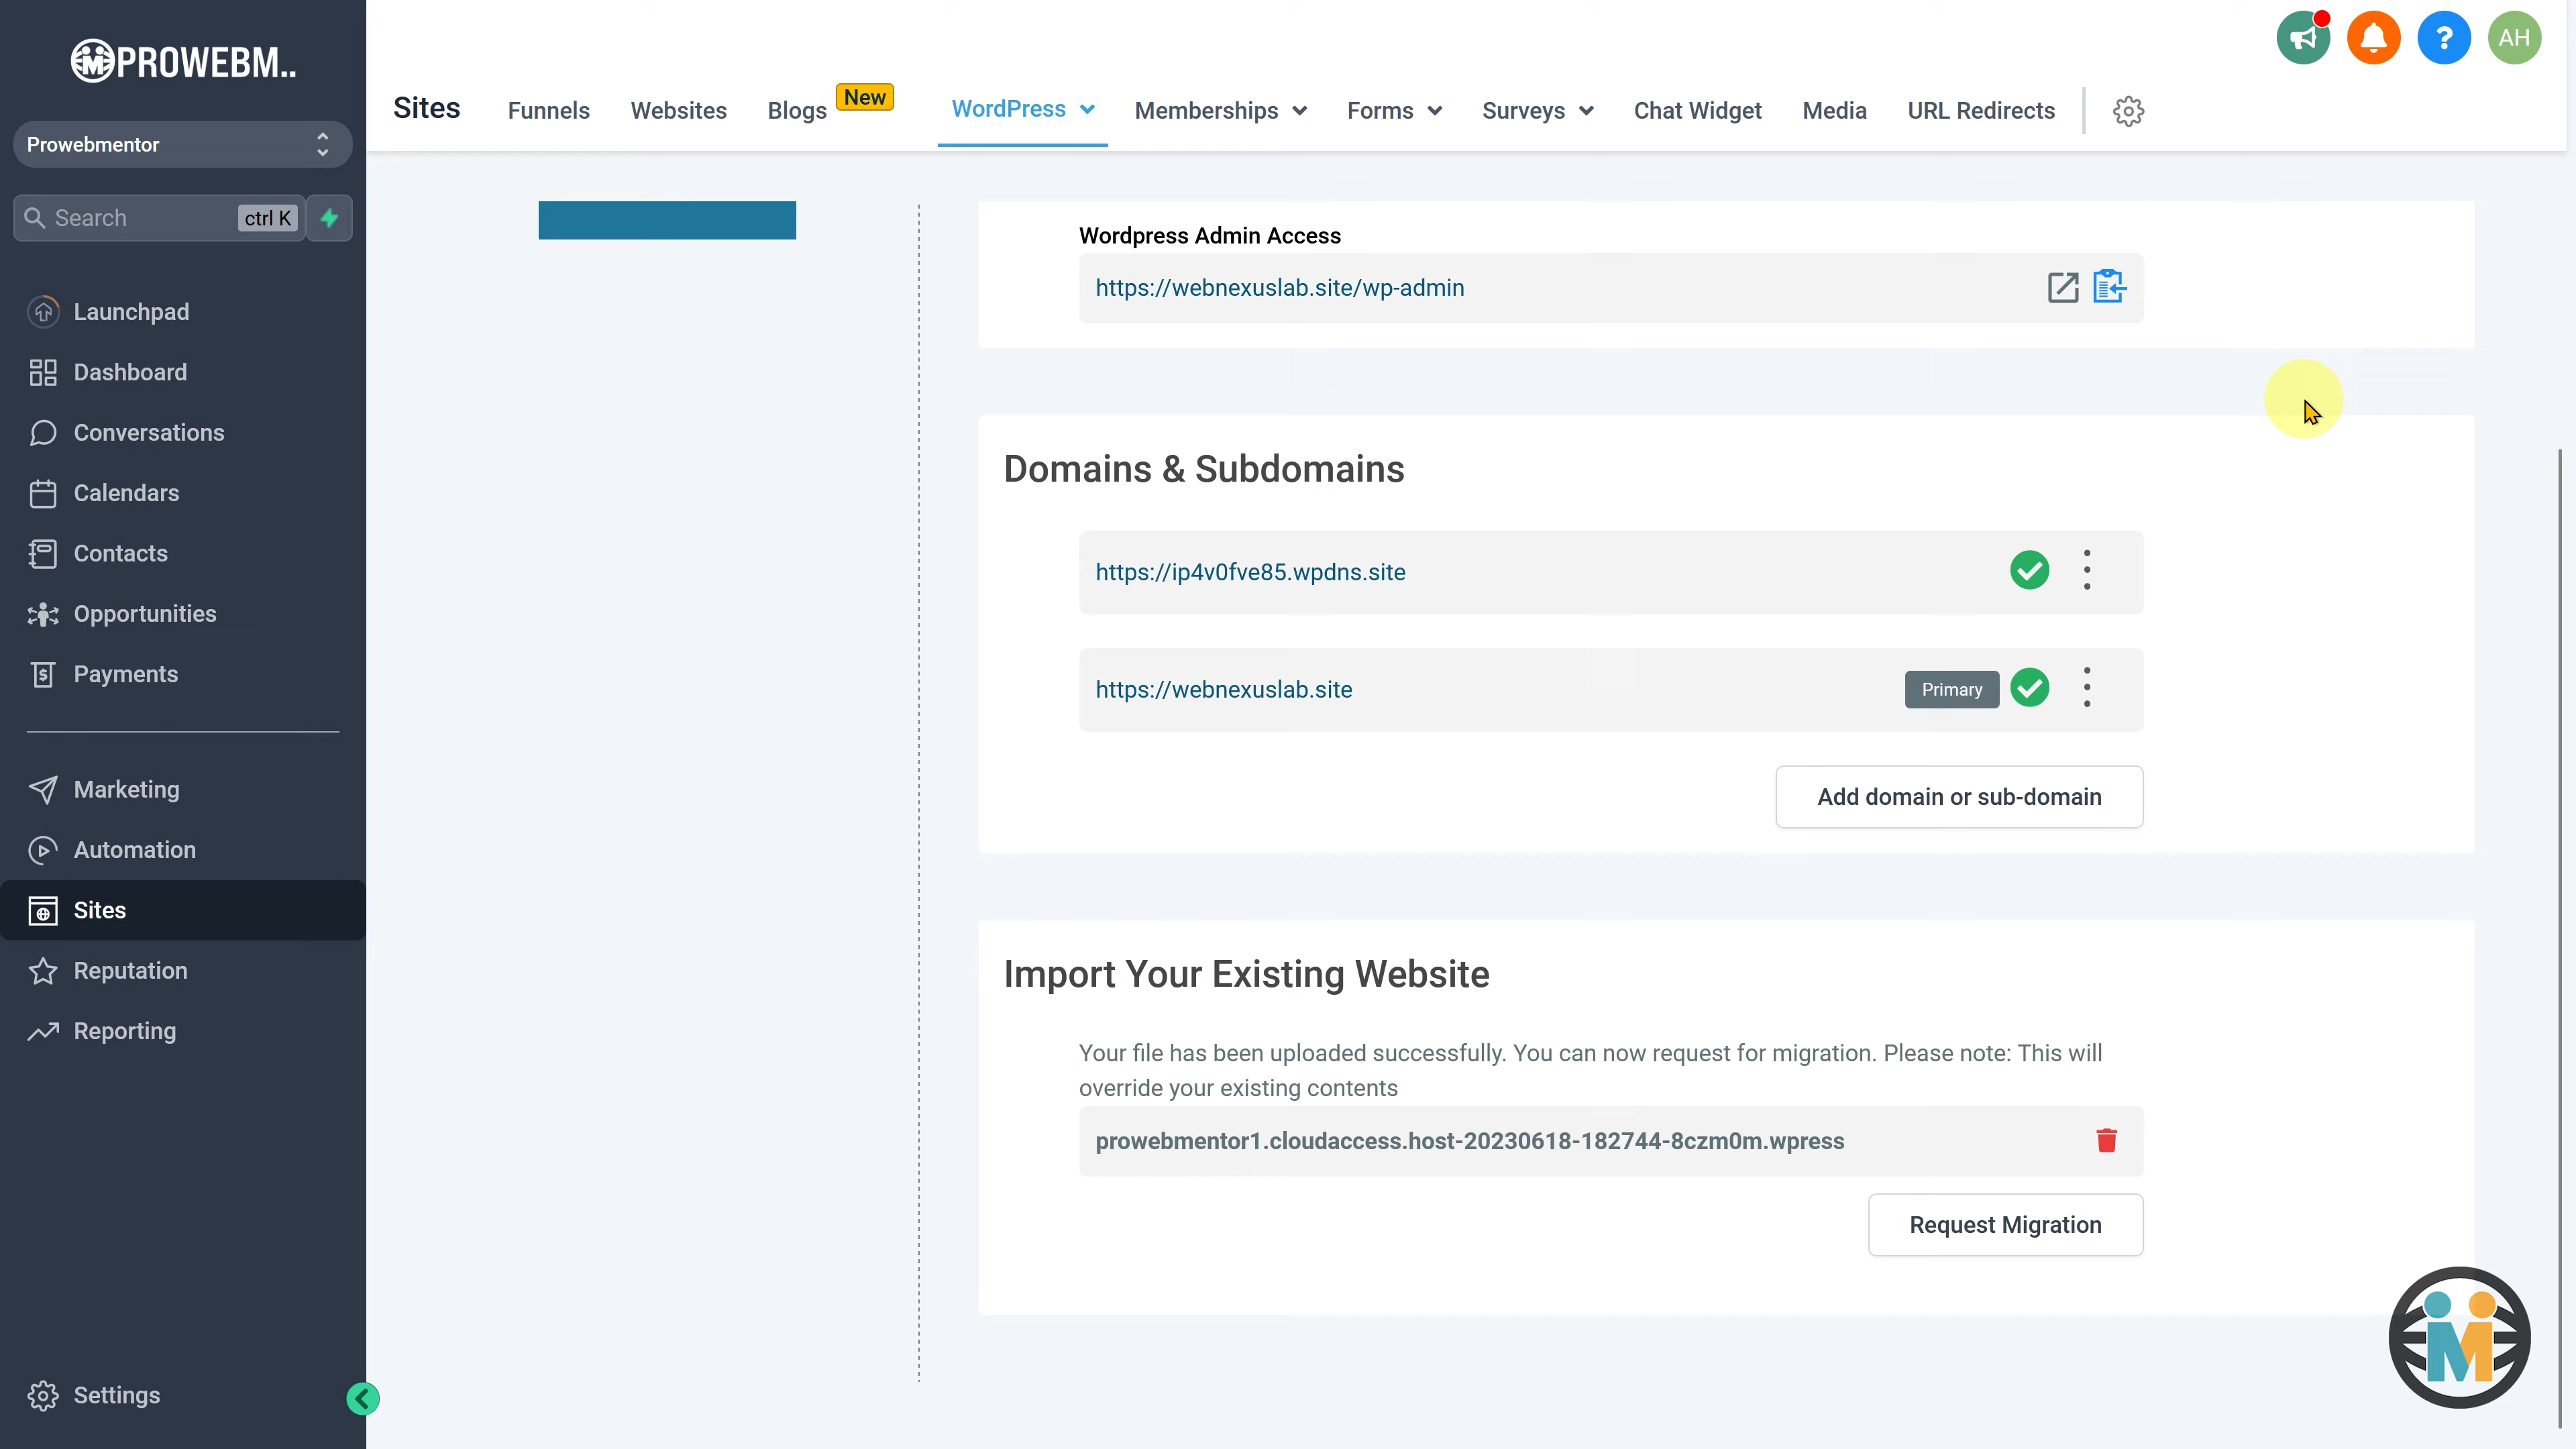 PROWEBM..
Prowebmentor
Search ctrl K
Launchpad
Dashboard
Conversations
Calendars
Contacts
Opportunities
Payments
Marketing
Automation
Sites
Reputation
Reporting
Settings
? AH
Sites Funnels Websites Blogs New WordPress Memberships Forms Surveys Chat Widget Media URL Redirects
Wordpress Admin Access
https://webnexuslab.site/wp-admin
Domains & Subdomains
https://ip4v0fve85.wpdns.site
https://webnexuslab.site Primary
Add domain or sub-domain
Import Your Existing Website
Your file has been uploaded successfully. You can now request for migration. Please note: This will
override your existing contents
prowebmentor1.cloudaccess.host-20230618-182744-8czm0m.wpress
Request Migration
M